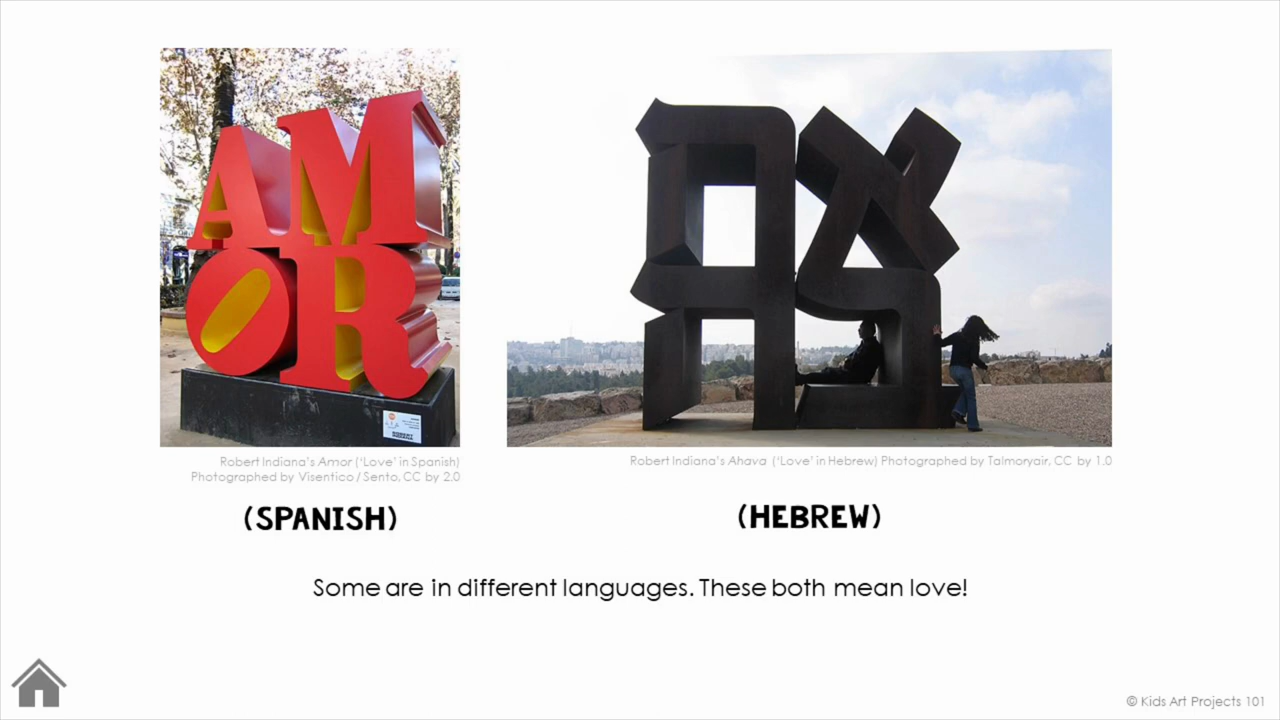 AM
OR
אה
בה
ROBERT
INDIANA
Robert Indiana's Amor ('Love' in Spanish)
Photographed by Visentico / Sento, CC by 2.0
Robert Indiana's Ahava ('Love' in Hebrew) Photographed by Talmoryair, CC by 1.0
(SPANISH)
(HEBREW)
Some are in different languages. These both mean love!
© Kids Art Projects 101